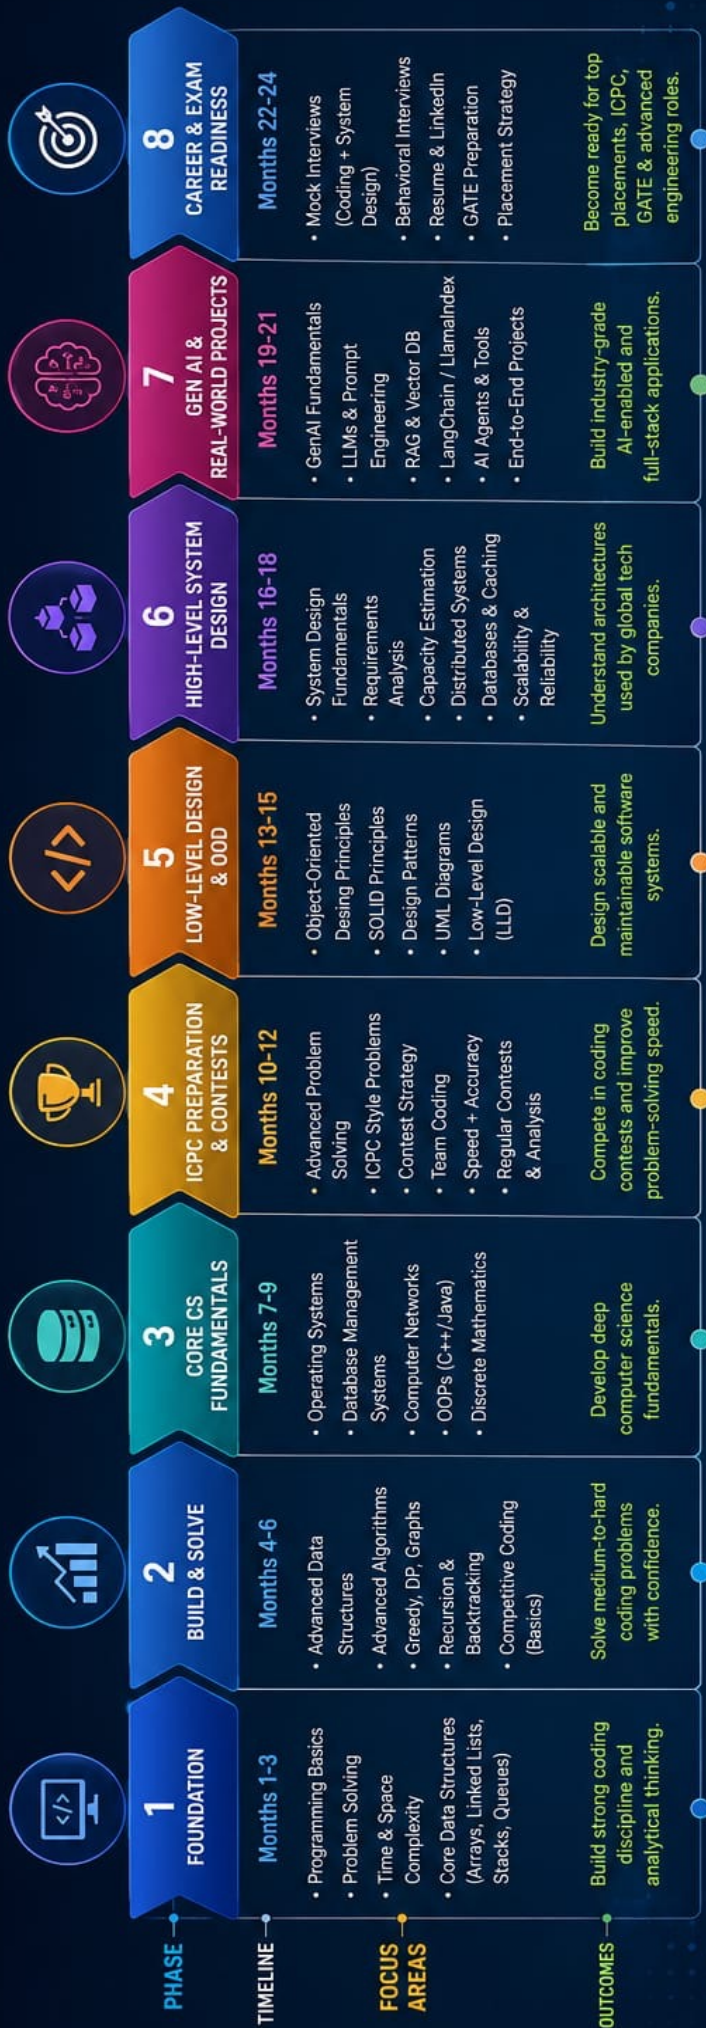 PHASE
1
FOUNDATION
2
BUILD & SOLVE
3
CORE CS
FUNDAMENTALS
4
ICPC PREPARATION
& CONTESTS
5
LOW-LEVEL DESIGN
& OOD
6
HIGH-LEVEL SYSTEM
DESIGN
7
GEN AI &
REAL-WORLD PROJECTS
8
CAREER & EXAM
READINESS
TIMELINE
Months 1-3
Months 4-6
Months 7-9
Months 10-12
Months 13-15
Months 16-18
Months 19-21
Months 22-24
FOCUS
AREAS
• Programming Basics
• Problem Solving
• Time & Space
Complexity
• Core Data Structures
(Arrays, Linked Lists,
Stacks, Queues)
• Advanced Data
Structures
• Advanced Algorithms
• Greedy, DP, Graphs
• Recursion &
Backtracking
• Competitive Coding
(Basics)
• Operating Systems
• Database Management
Systems
• Computer Networks
• OOPs (C++/Java)
• Discrete Mathematics
• Advanced Problem
Solving
• ICPC Style Problems
• Contest Strategy
• Team Coding
• Speed + Accuracy
• Regular Contests
& Analysis
• Object-Oriented
Desing Principles
• SOLID Principles
• Design Patterns
• UML Diagrams
• Low-Level Design
(LLD)
• System Design
Fundamentals
• Requirements
Analysis
• Capacity Estimation
• Distributed Systems
• Databases & Caching
• Scalability &
Reliability
• GenAI Fundamentals
• LLMs & Prompt
Engineering
• RAG & Vector DB
• LangChain / LlamaIndex
• AI Agents & Tools
• End-to-End Projects
• Mock Interviews
(Coding + System
Design)
• Behavioral Interviews
• Resume & LinkedIn
• GATE Preparation
• Placement Strategy
OUTCOMES
Build strong coding
discipline and
analytical thinking.
Solve medium-to-hard
coding problems
with confidence.
Develop deep
computer science
fundamentals.
Compete in coding
contests and improve
problem-solving speed.
Design scalable and
maintainable software
systems.
Understand architectures
used by global tech
companies.
Build industry-grade
AI-enabled and
full-stack applications.
Become ready for top
placements, ICPC,
GATE & advanced
engineering roles.